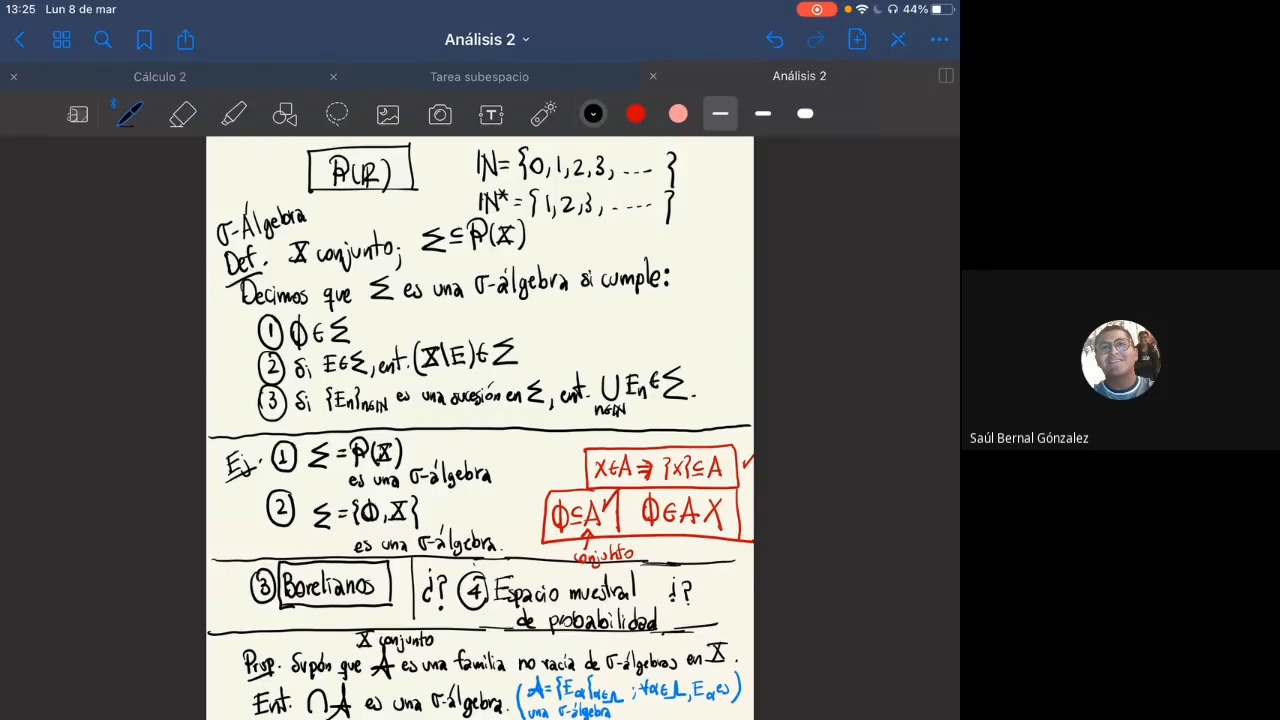 13:25 Lun 8 de mar 44%
Análisis 2
Cálculo 2 Tarea subespacio Análisis 2
P(ℝ)
ℕ = {0,1,2,3, .... }
ℕ* = {1,2,3, ..... }
σ-Álgebra
Def. X conjunto; Σ ⊆ P(X)
Decimos que Σ es una σ-álgebra si cumple:
① ∅ ∈ Σ
② Si E∈Σ, ent. (X\E) ∈ Σ
③ Si {En}n∈ℕ es una sucesión en Σ, ent. ⋃n∈ℕ En ∈ Σ.
Ej. ① Σ = P(X)
es una σ-álgebra
② Σ = {∅, X}
es una σ-álgebra.
x∈A ⇒ {x}⊆A ✓
∅⊆A ✓ ∅∈A X
↑
conjunto
③ Borelianos ¿? ④ Espacio muestral ¿?
de probabilidad
X conjunto
Prop. Supón que A es una familia no vacía de σ-álgebras en X.
Ent. ⋂A es una σ-álgebra. (A = {Eα}α∈Λ ; ∀α∈Λ, Eα es)
una σ-álgebra
Saúl Bernal Gónzalez